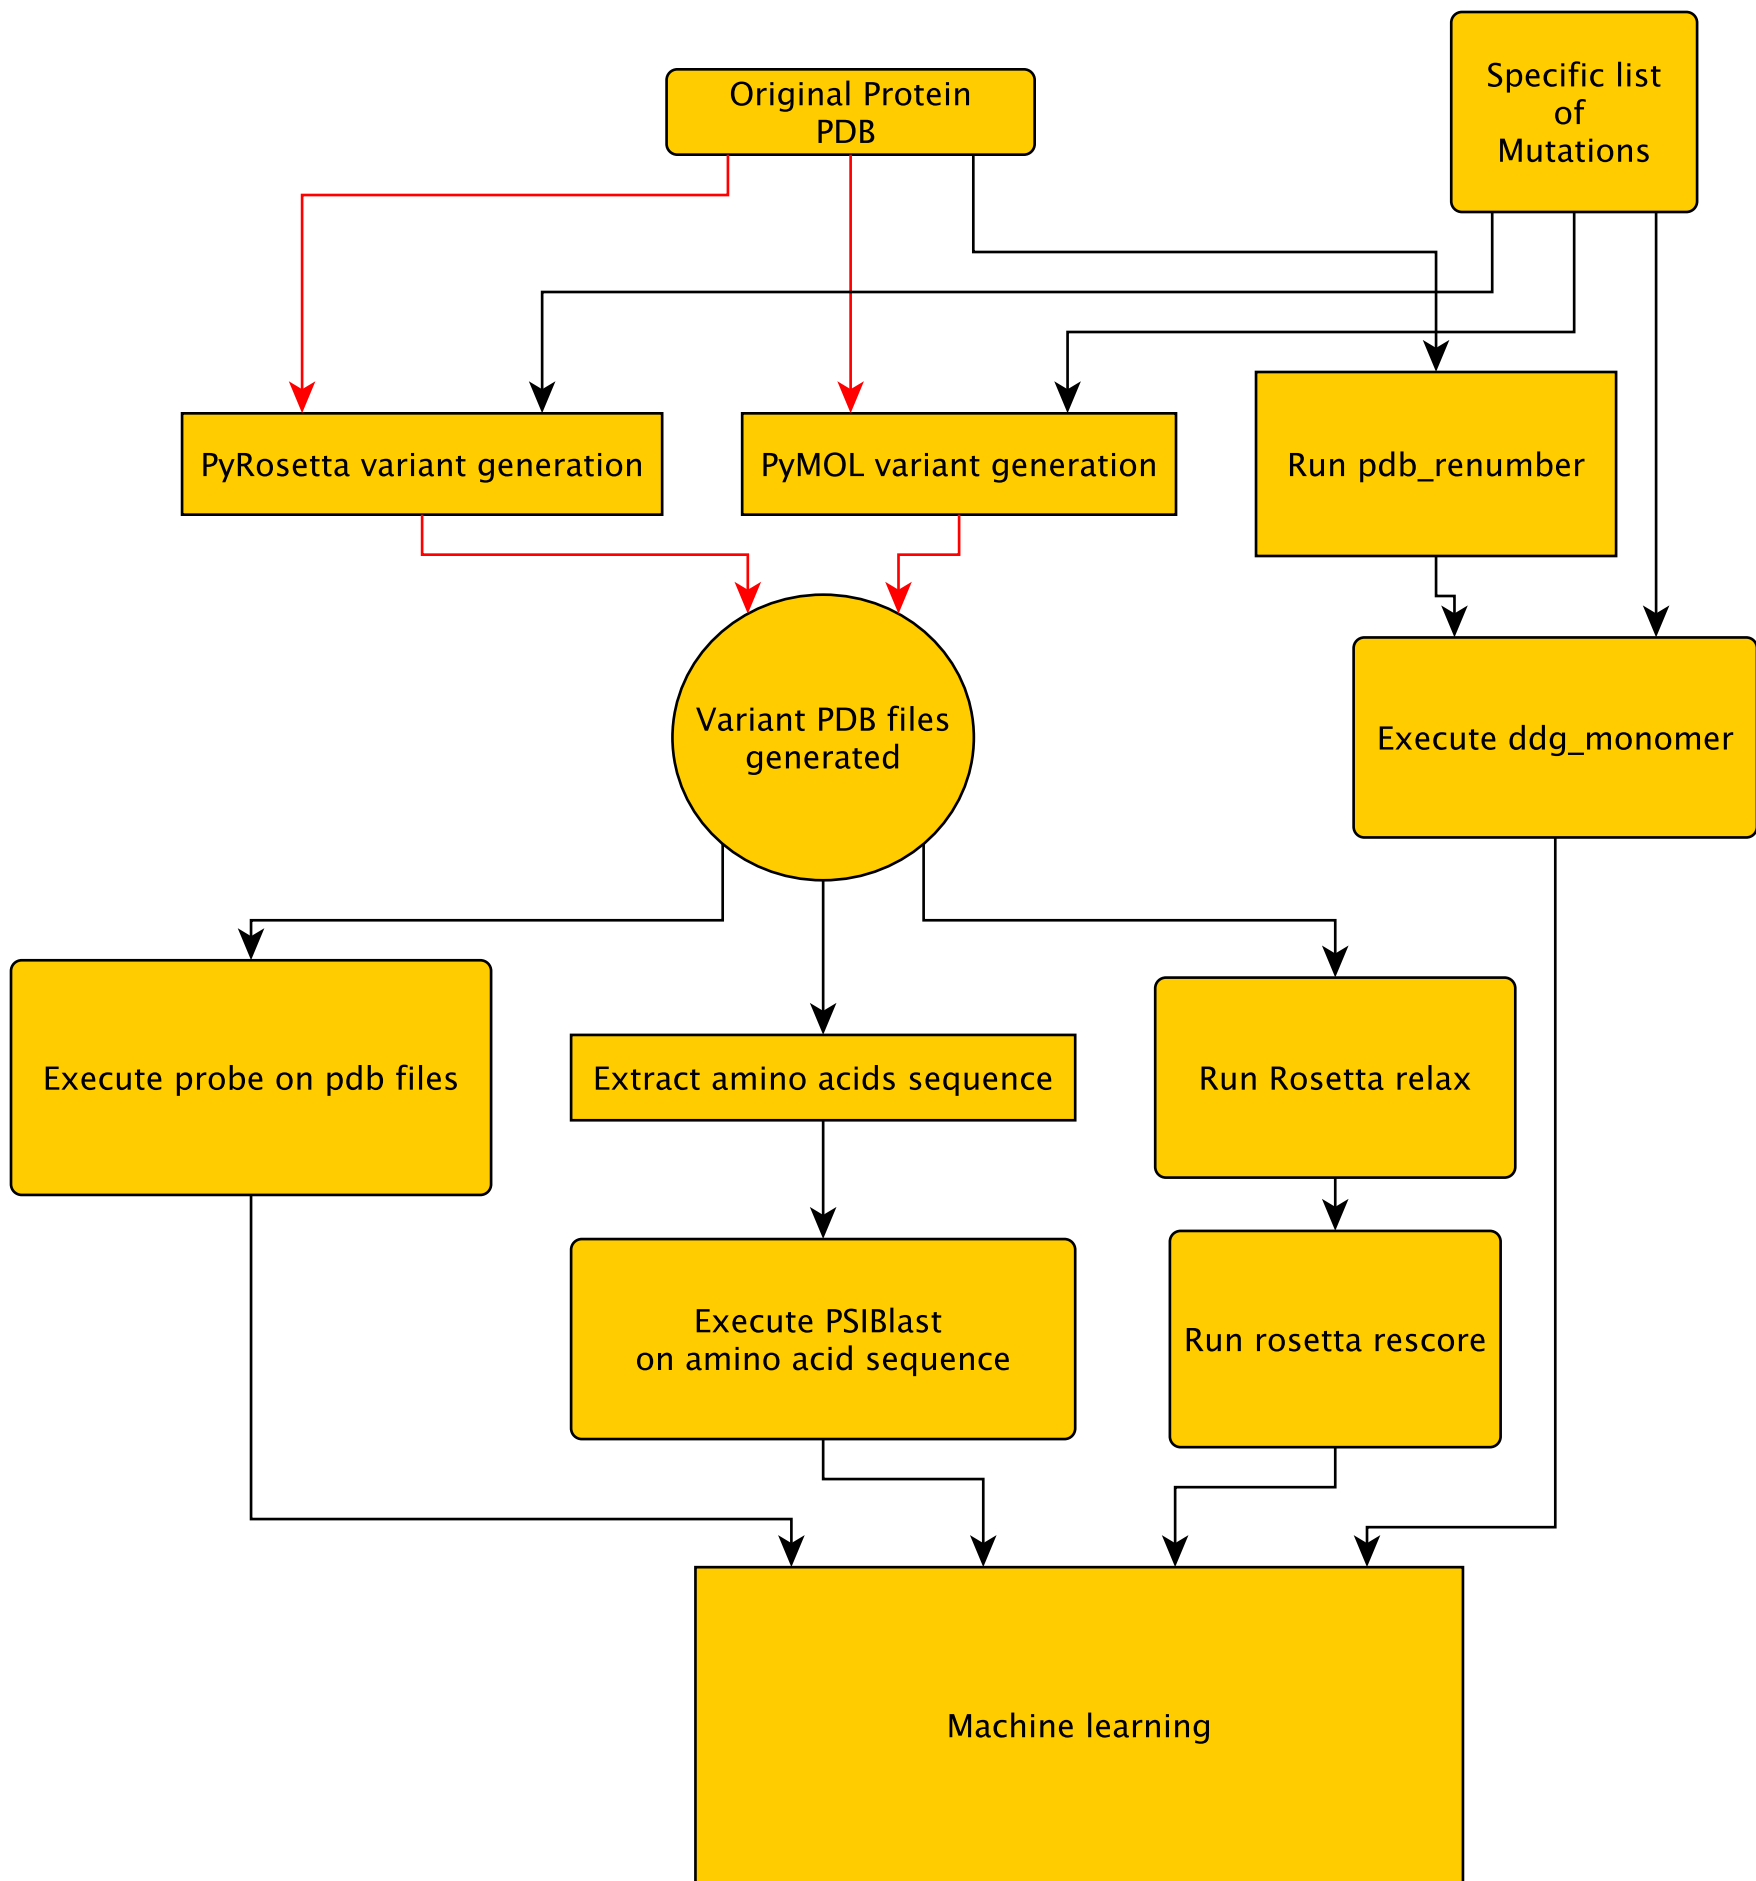 Specific list
of
Mutations
Original Protein
PDB
PyRosetta variant generation
PyMOL variant generation
Run pdb_renumber
Variant PDB files
generated
Execute ddg_monomer
Execute probe on pdb files
Extract amino acids sequence
Run Rosetta relax
Execute PSIBlast
on amino acid sequence
Run rosetta rescore
Machine learning